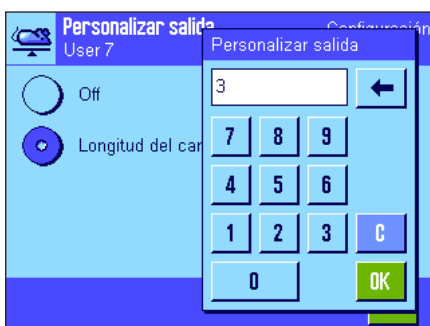 Personalizar salida
User 7
Off
Longitud del car
Personalizar salida
3
7 8 9
4 5 6
1 2 3 C
0 OK